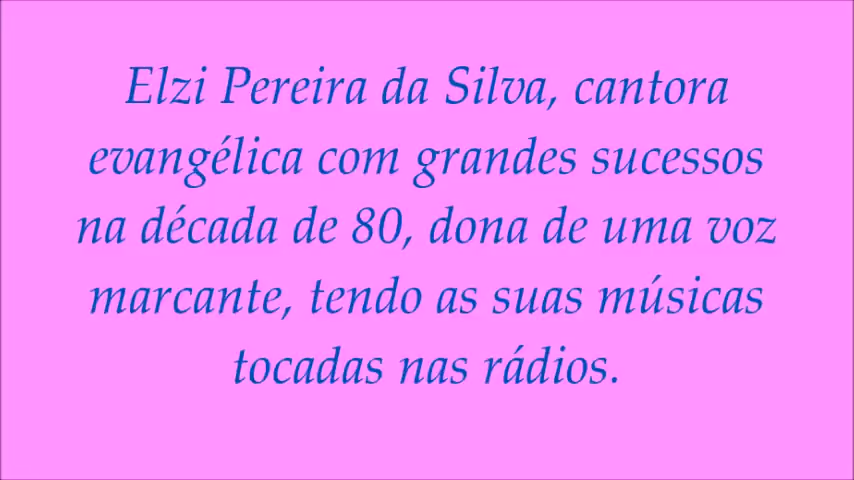 Elzi Pereira da Silva, cantora
evangélica com grandes sucessos
na década de 80, dona de uma voz
marcante, tendo as suas músicas
tocadas nas rádios.